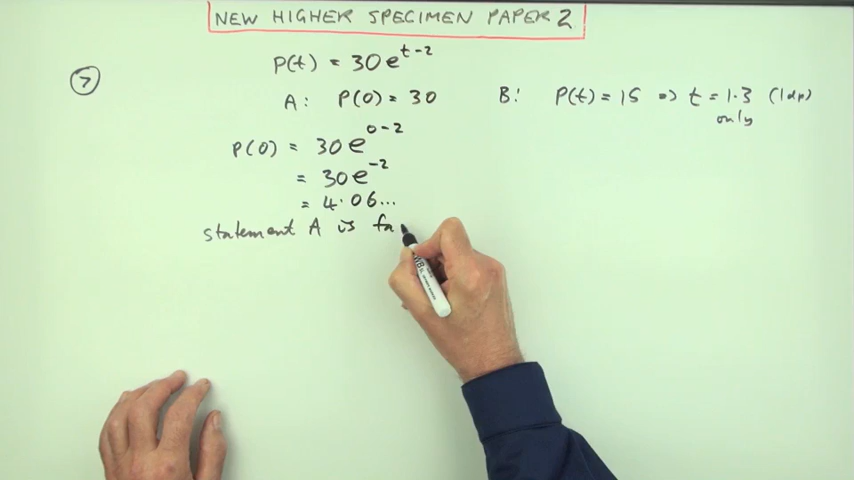 NEW HIGHER SPECIMEN PAPER 2
7
P(t) = 30e^{t-2}
A: P(0) = 30
P(0) = 30e^{0-2}
= 30e^{-2}
= 4.06...
statement A is fa
B: P(t) = 15 => t = 1.3 (1dp)
only